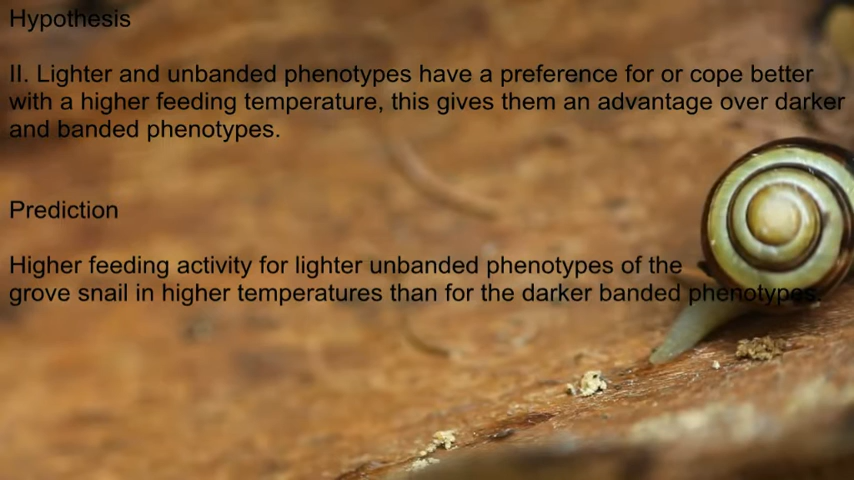 Hypothesis
II. Lighter and unbanded phenotypes have a preference for or cope better
with a higher feeding temperature, this gives them an advantage over darker
and banded phenotypes.
Prediction
Higher feeding activity for lighter unbanded phenotypes of the
grove snail in higher temperatures than for the darker banded phenotypes.